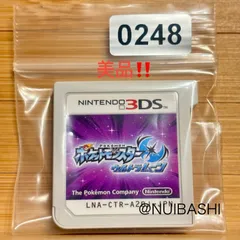 0248
美品!!
NINTENDO 3DS
ポケットモンスター
ウルトラムーン
The Pokémon Company
Nintendo
@NUIBASHI